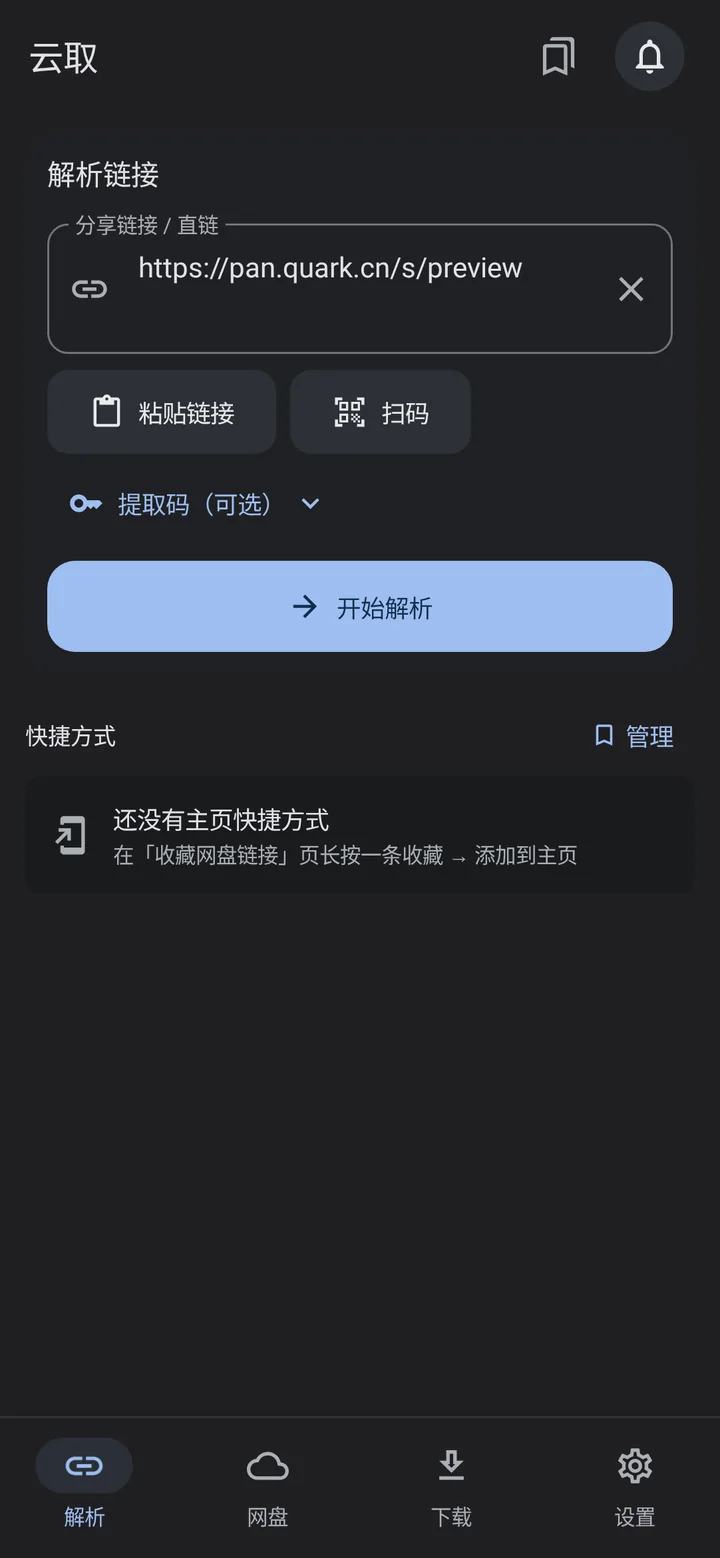 云取
解析链接
分享链接 / 直链
https://pan.quark.cn/s/preview
粘贴链接
扫码
提取码（可选）
开始解析
快捷方式
管理
还没有主页快捷方式
在「收藏网盘链接」页长按一条收藏 → 添加到主页
解析
网盘
下载
设置